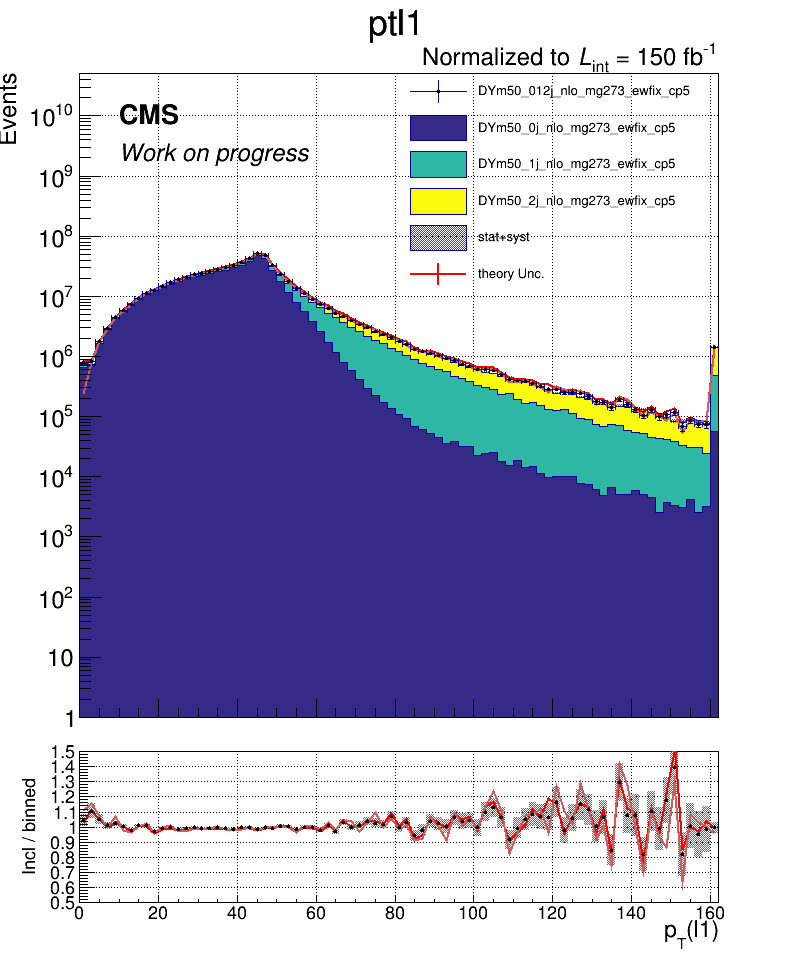 ptl1
Normalized to Lint = 150 fb-1
Events
CMS
Work on progress
DYm50_012j_nlo_mg273_ewfix_cp5
DYm50_0j_nlo_mg273_ewfix_cp5
DYm50_1j_nlo_mg273_ewfix_cp5
DYm50_2j_nlo_mg273_ewfix_cp5
stat+syst
theory Unc.
10^10
10^9
10^8
10^7
10^6
10^5
10^4
10^3
10^2
10
1
Incl / binned
1.5
1.4
1.3
1.2
1.1
1
0.9
0.8
0.7
0.6
0.5
0 20 40 60 80 100 120 140 160
pT(l1)